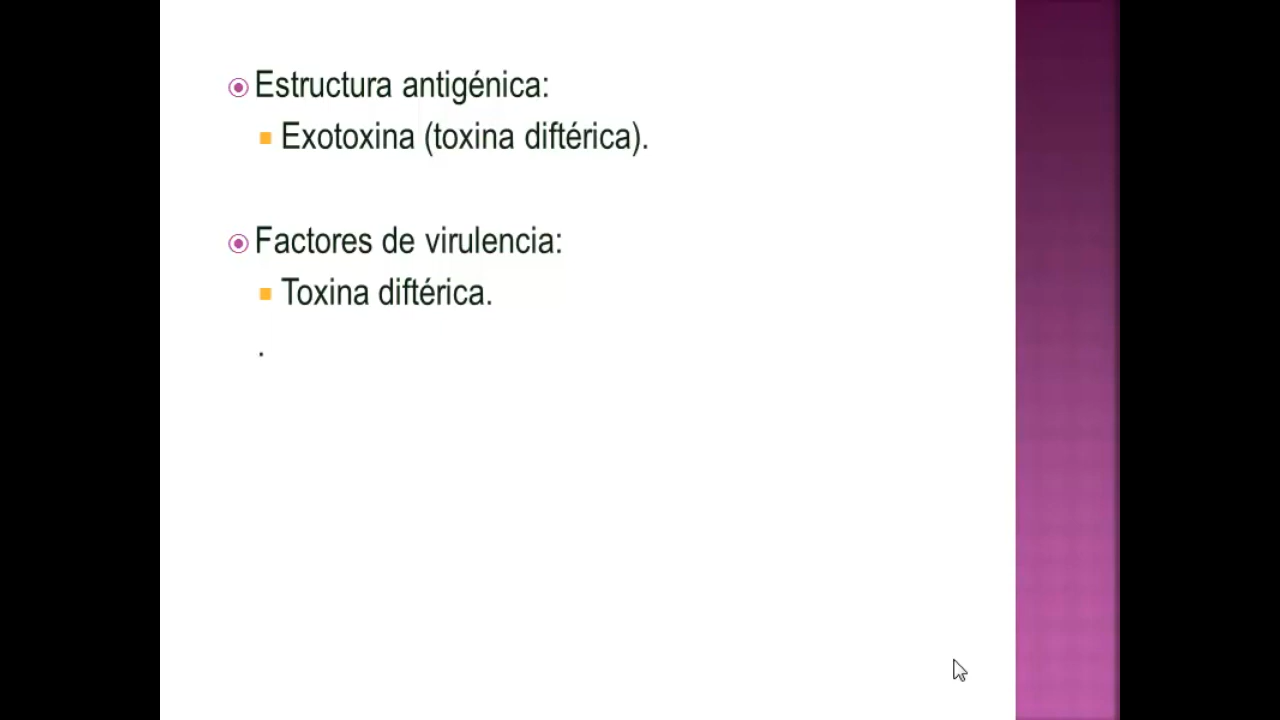 Estructura antigénica:
Exotoxina (toxina diftérica).
Factores de virulencia:
Toxina diftérica.
.